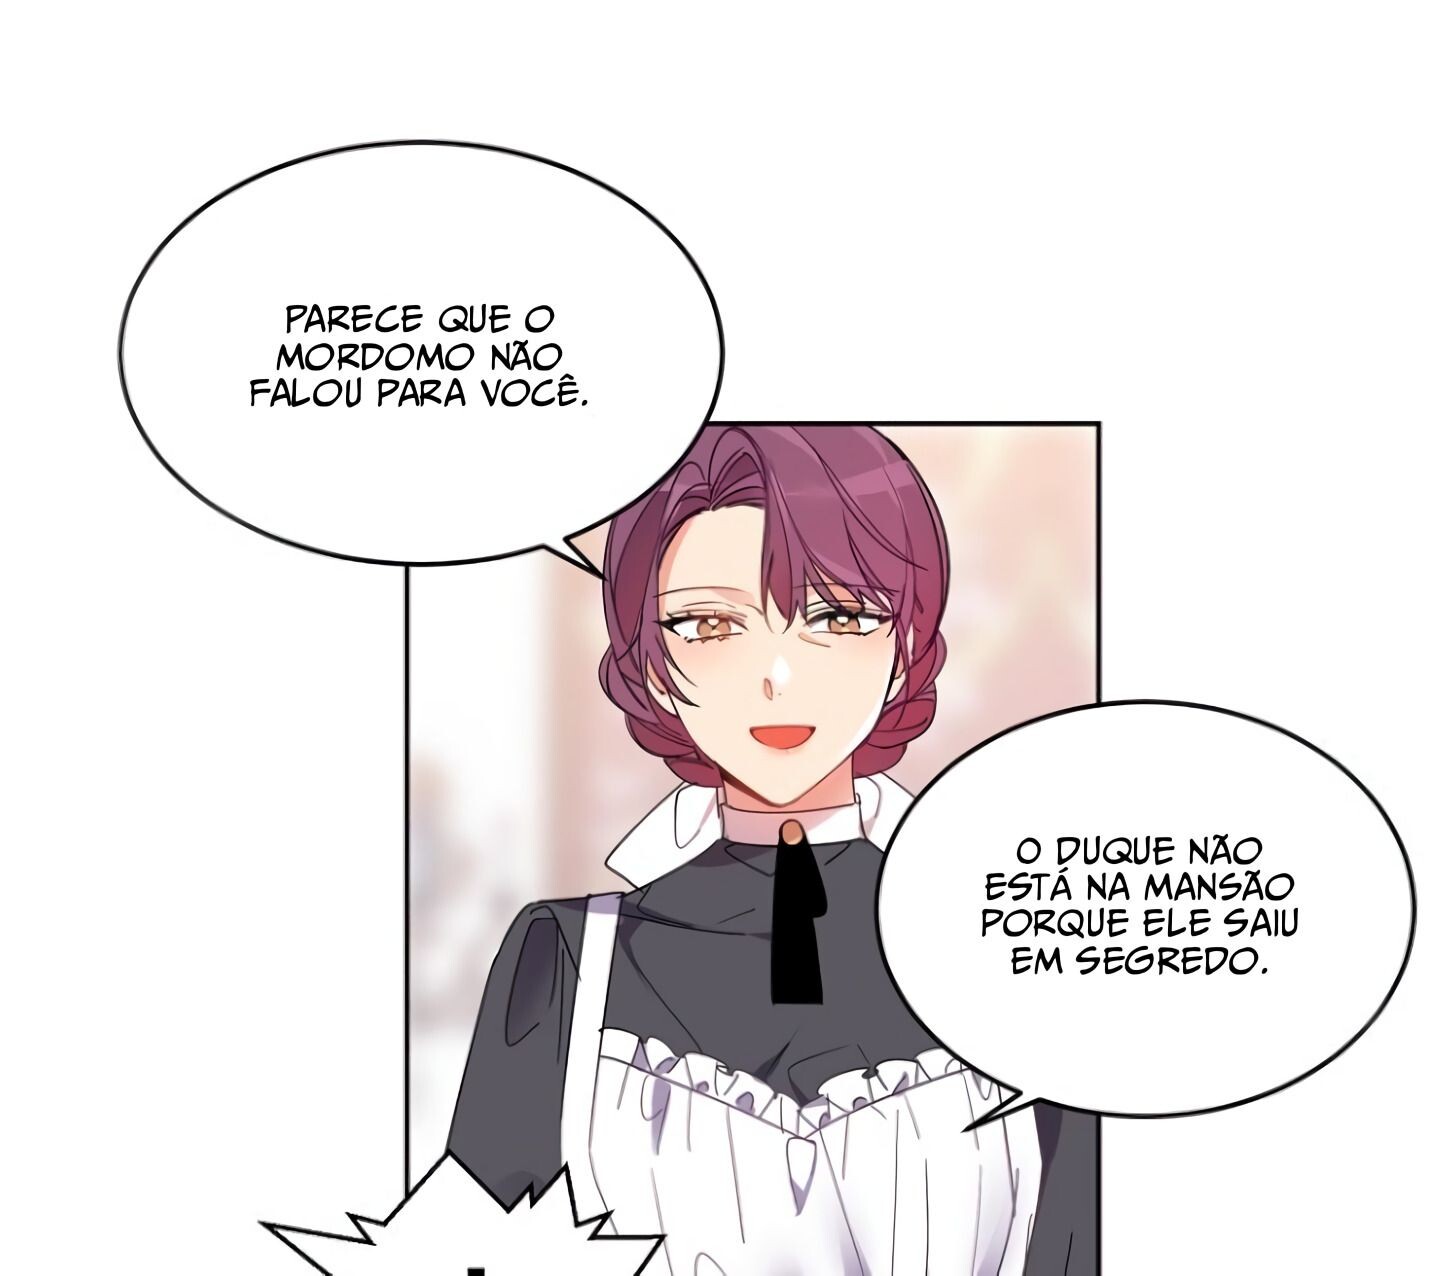 PARECE QUE O
MORDOMO NÃO
FALOU PARA VOCÊ.
O DUQUE NÃO
ESTÁ NA MANSÃO
PORQUE ELE SAIU
EM SEGREDO.